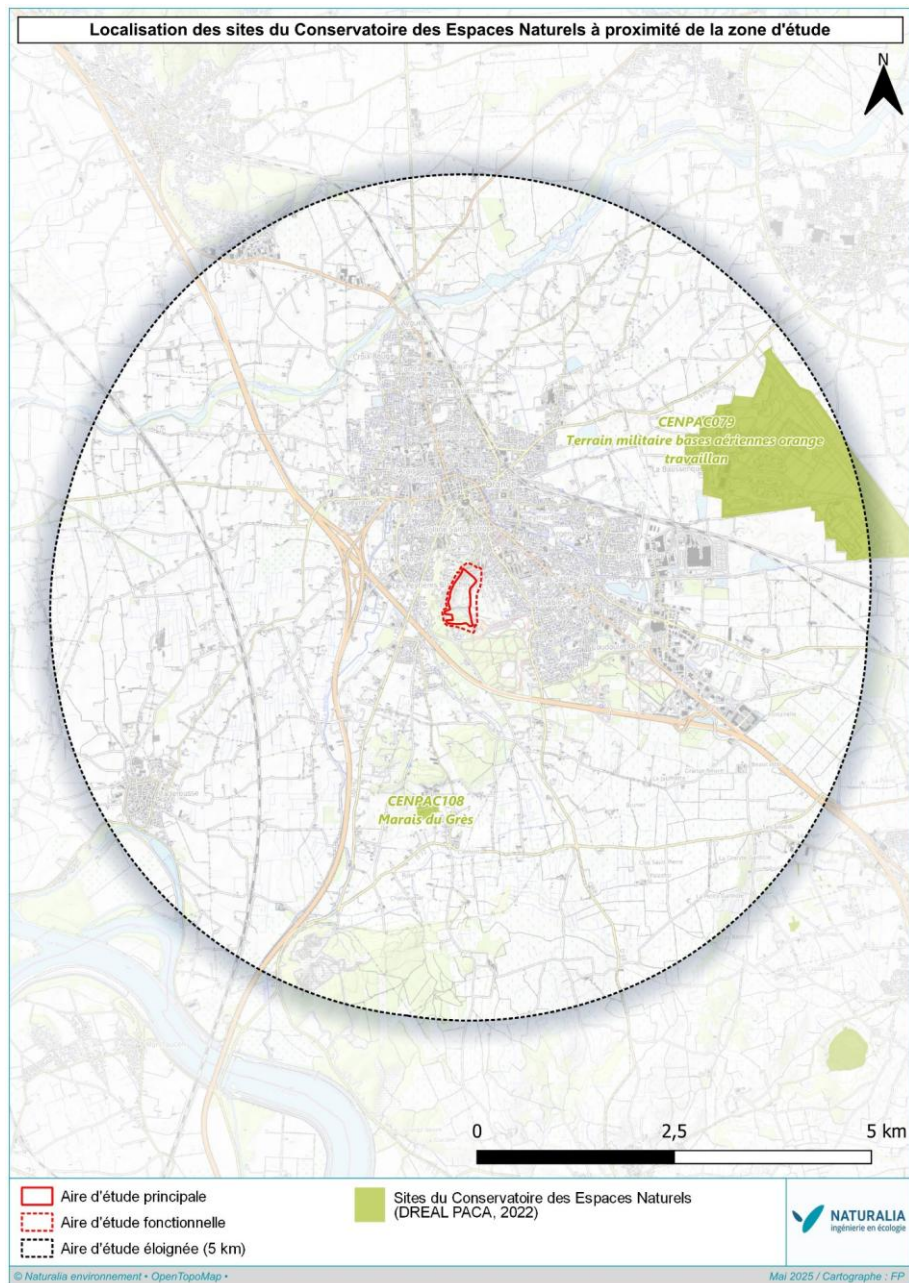 Localisation des sites du Conservatoire des Espaces Naturels à proximité de la zone d'étude
N
CENPAC079
Terrain militaire bases aériennes orange
travaillan
CENPAC108
Marais du Grès
0
2,5
5 km
Aire d'étude principale
Aire d'étude fonctionnelle
Aire d'étude éloignée (5 km)
Sites du Conservatoire des Espaces Naturels
(DREAL PACA, 2022)
NATURALIA
ingénierie en écologie
© Naturalia environnement • OpenTopoMap •
Mai 2025 / Cartographe : FP